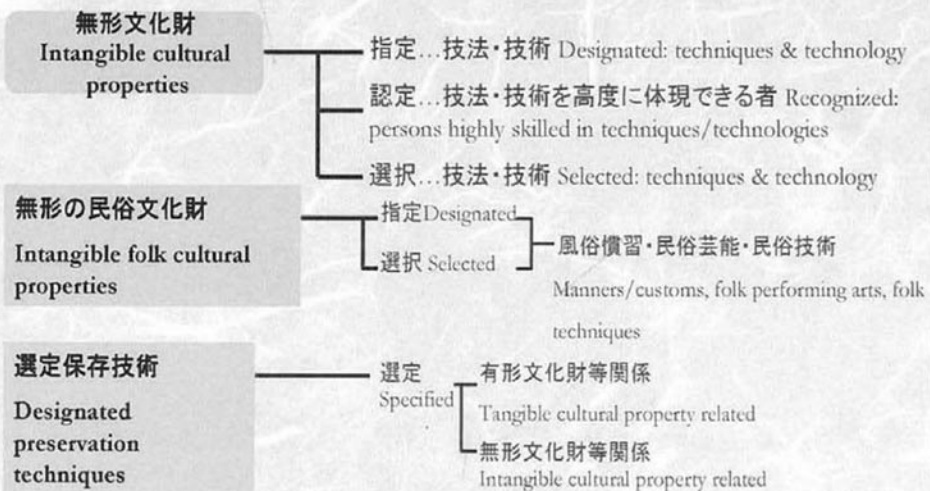 無形文化財
Intangible cultural
properties
指定…技法・技術 Designated: techniques & technology
認定…技法・技術を高度に体現できる者 Recognized:
persons highly skilled in techniques/technologies
選択…技法・技術 Selected: techniques & technology
無形の民俗文化財
Intangible folk cultural
properties
指定Designated
選択 Selected
風俗慣習・民俗芸能・民俗技術
Manners/customs, folk performing arts, folk
techniques
選定保存技術
Designated
preservation
techniques
選定
Specified
有形文化財等関係
Tangible cultural property related
無形文化財等関係
Intangible cultural property related